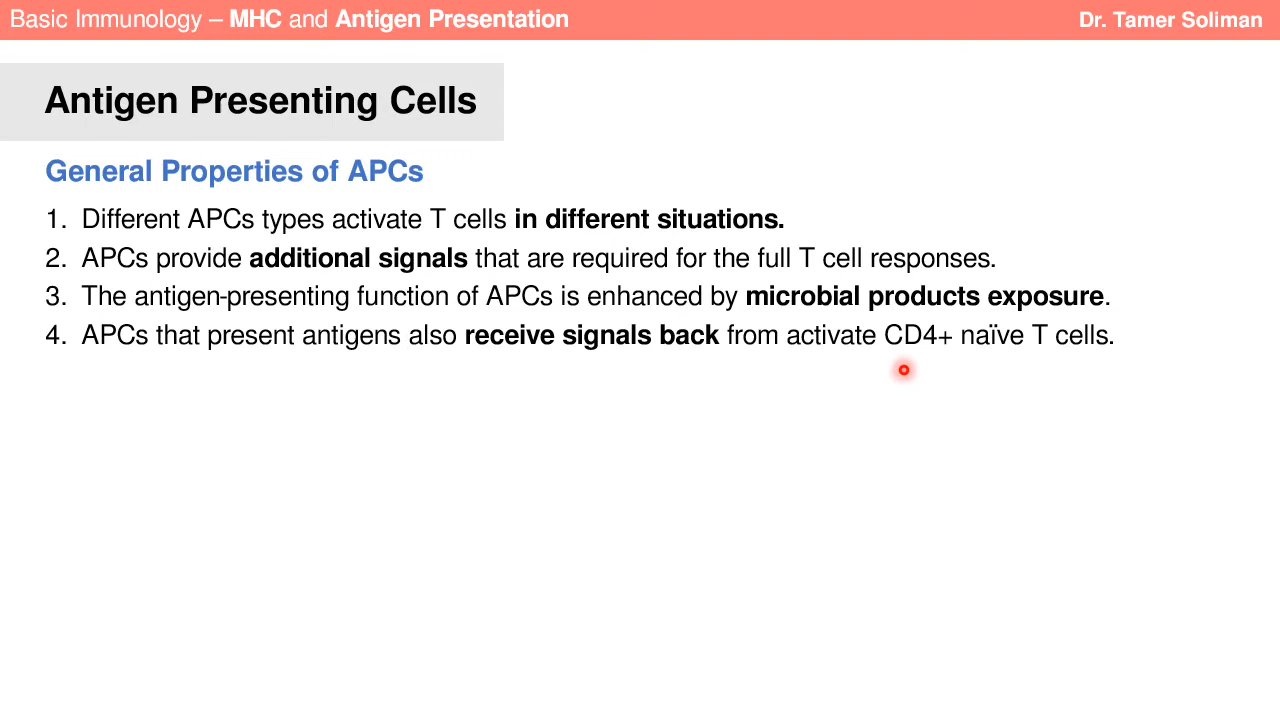 Basic Immunology – MHC and Antigen Presentation
Dr. Tamer Soliman
Antigen Presenting Cells
General Properties of APCs
1. Different APCs types activate T cells in different situations.
2. APCs provide additional signals that are required for the full T cell responses.
3. The antigen-presenting function of APCs is enhanced by microbial products exposure.
4. APCs that present antigens also receive signals back from activate CD4+ naïve T cells.